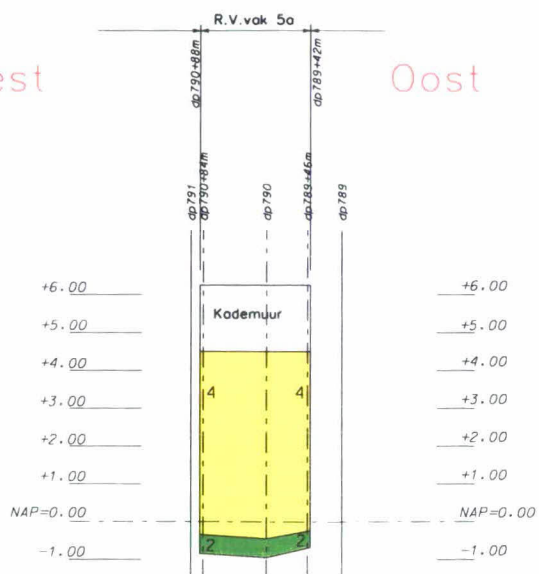 R.V.vak 5a
est
Oost
dp790+88m
dp789+42m
dp791
dp790+84m
dp790
dp789+46m
dp789
+6.00
+6.00
Kademuur
+5.00
+5.00
+4.00
+4.00
4
4
+3.00
+3.00
+2.00
+2.00
+1.00
+1.00
NAP=0.00
NAP=0.00
2
2
-1.00
-1.00